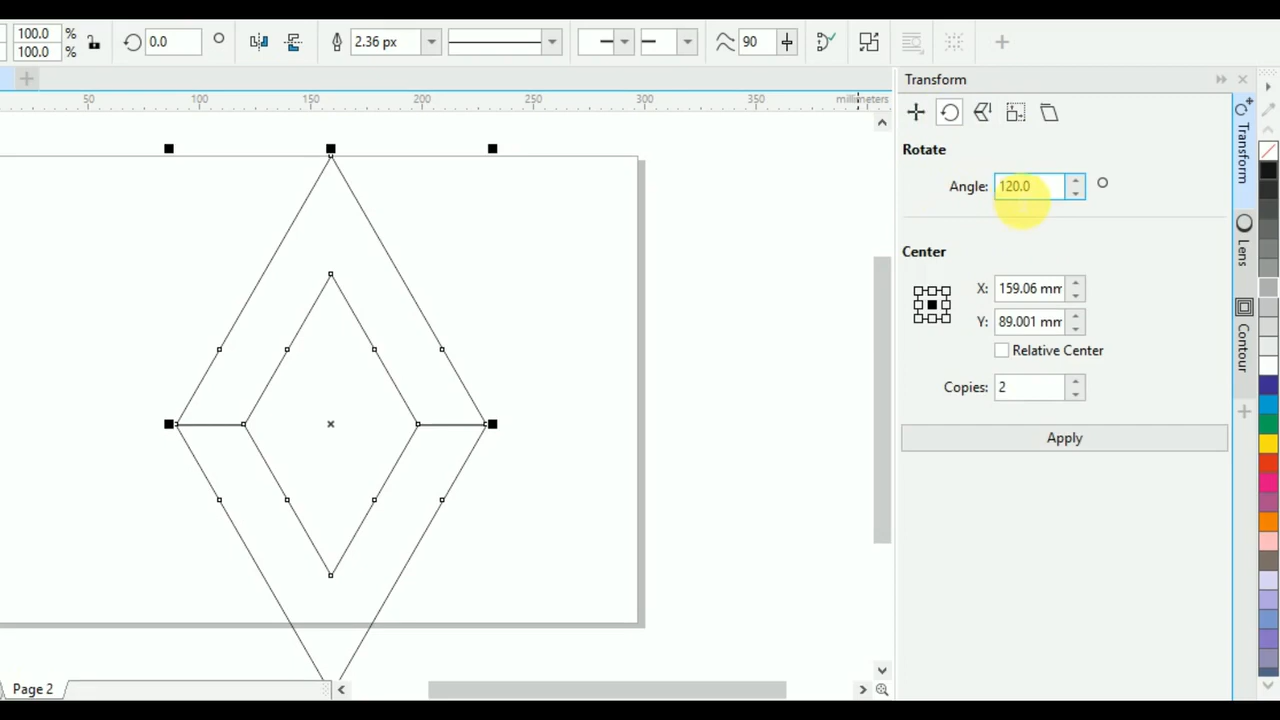 100.0 %
100.0 %
0.0
2.36 px
90
Transform
50 100 150 200 250 300 350 millimeters
Rotate
Angle: 120.0
Center
X: 159.06 mm
Y: 89.001 mm
Relative Center
Copies: 2
Apply
Transform
Lens
Contour
Page 2